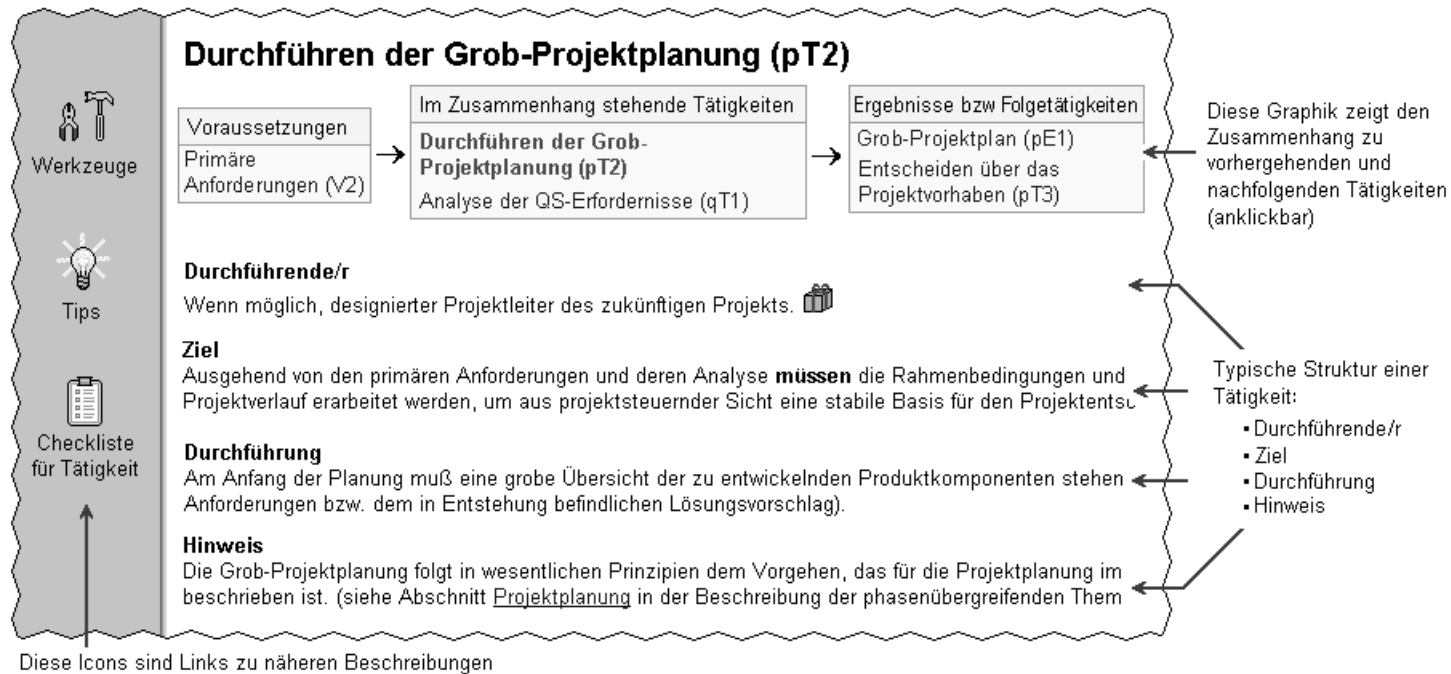 Durchführen der Grob-Projektplanung (pT2)
Werkzeuge
Tips
Checkliste
für Tätigkeit
Voraussetzungen
Primäre
Anforderungen (V2)
Im Zusammenhang stehende Tätigkeiten
Durchführen der Grob-
Projektplanung (pT2)
Analyse der QS-Erfordernisse (qT1)
Ergebnisse bzw Folgetätigkeiten
Grob-Projektplan (pE1)
Entscheiden über das
Projektvorhaben (pT3)
Diese Graphik zeigt den
Zusammenhang zu
vorhergehenden und
nachfolgenden Tätigkeiten
(anklickbar)
Durchführende/r
Wenn möglich, designierter Projektleiter des zukünftigen Projekts.
Ziel
Ausgehend von den primären Anforderungen und deren Analyse müssen die Rahmenbedingungen und
Projektverlauf erarbeitet werden, um aus projektsteuernder Sicht eine stabile Basis für den
Durchführung
Am Anfang der Planung muß eine grobe Übersicht der zu entwickelnden Produktkomponenten stehen
Anforderungen bzw. dem in Entstehung befindlichen Lösungsvorschlag).
Hinweis
Die Grob-Projektplanung folgt in wesentlichen Prinzipien dem Vorgehen, das für die Projektplanung im
beschrieben ist. (siehe Abschnitt Projektplanung in der Beschreibung der phasenübergreifenden Them
Typische Struktur einer
Tätigkeit:
▪ Durchführende/r
▪ Ziel
▪ Durchführung
▪ Hinweis
Diese Icons sind Links zu näheren Beschreibungen